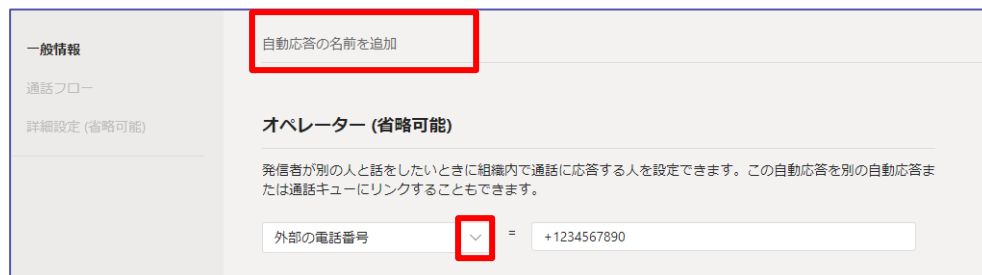 一般情報
通話フロー
詳細設定 (省略可能)
自動応答の名前を追加
オペレーター (省略可能)
発信者が別の人と話をしたいときに組織内で通話に応答する人を設定できます。この自動応答を別の自動応答ま
たは通話キューにリンクすることもできます。
外部の電話番号 = +1234567890